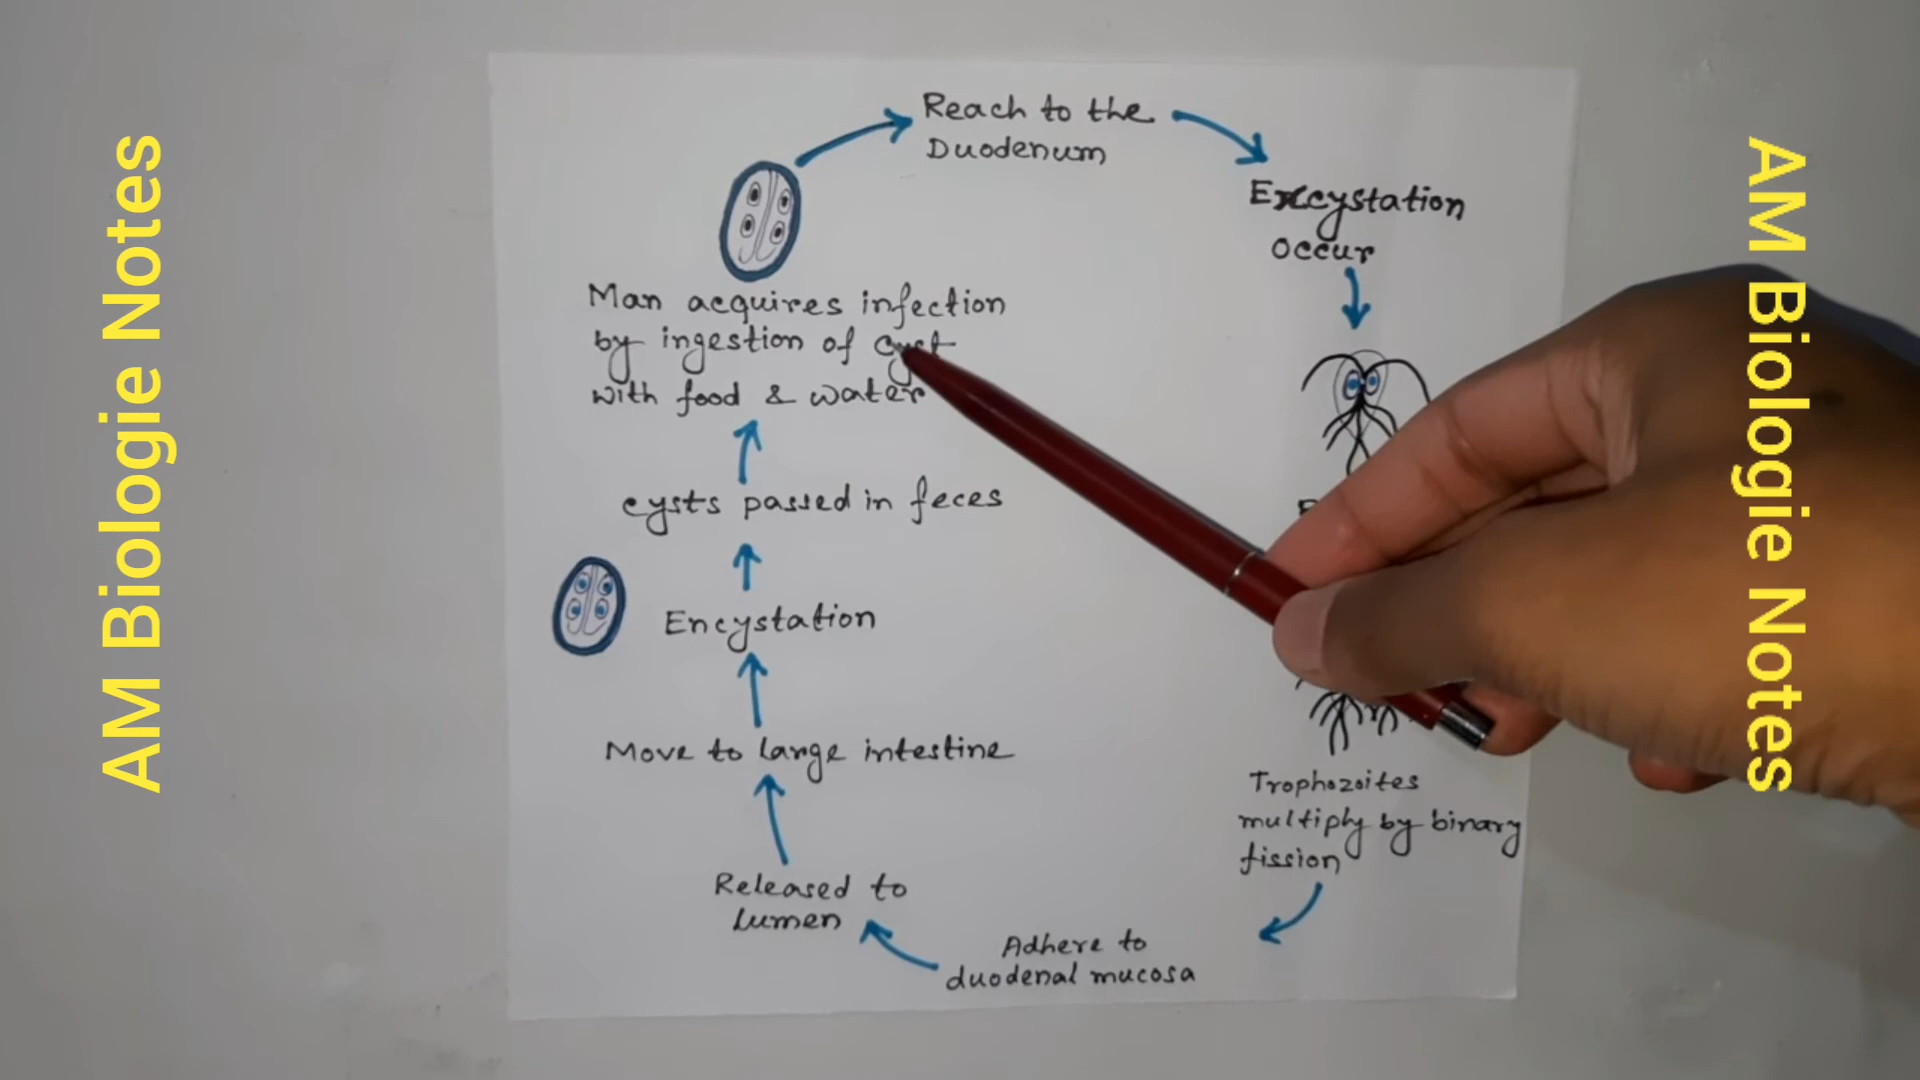 AM Biologie Notes
Reach to the
Duodenum
Excystation
occur
Man acquires infection
by ingestion of cyst
with food & water
cysts passed in feces
Encystation
Move to large intestine
Released to
lumen
Adhere to
duodenal mucosa
Trophozoites
multiply by binary
fission
AM Biologie Notes